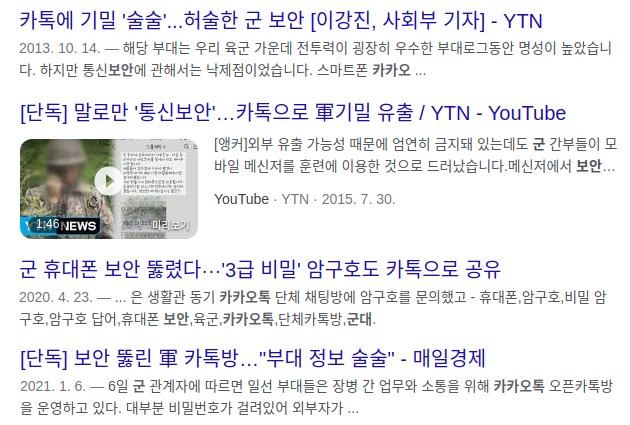 카톡에 기밀 '술술'...허술한 군 보안 [이강진, 사회부 기자] - YTN
2013. 10. 14. — 해당 부대는 우리 육군 가운데 전투력이 굉장히 우수한 부대로그동안 명성이 높았습니
다. 하지만 통신보안에 관해서는 낙제점이었습니다. 스마트폰 카카오 ...
[단독] 말로만 '통신보안'…카톡으로 軍기밀 유출 / YTN - YouTube
[앵커]외부 유출 가능성 때문에 엄연히 금지돼 있는데도 군 간부들이 모
바일 메신저를 훈련에 이용한 것으로 드러났습니다.메신저에서 보안...
YouTube · YTN · 2015. 7. 30.
1:46
NEWS
미리보기
군 휴대폰 보안 뚫렸다…'3급 비밀' 암구호도 카톡으로 공유
2020. 4. 23. — ... 은 생활관 동기 카카오톡 단체 채팅방에 암구호를 문의했고 - 휴대폰,암구호,비밀 암
구호,암구호 답어,휴대폰 보안,육군,카카오톡,단체카톡방,군대.
[단독] 보안 뚫린 軍 카톡방…"부대 정보 술술" - 매일경제
2021. 1. 6. — 6일 군 관계자에 따르면 일선 부대들은 장병 간 업무와 소통을 위해 카카오톡 오픈카톡방
을 운영하고 있다. 대부분 비밀번호가 걸려있어 외부자가 ...